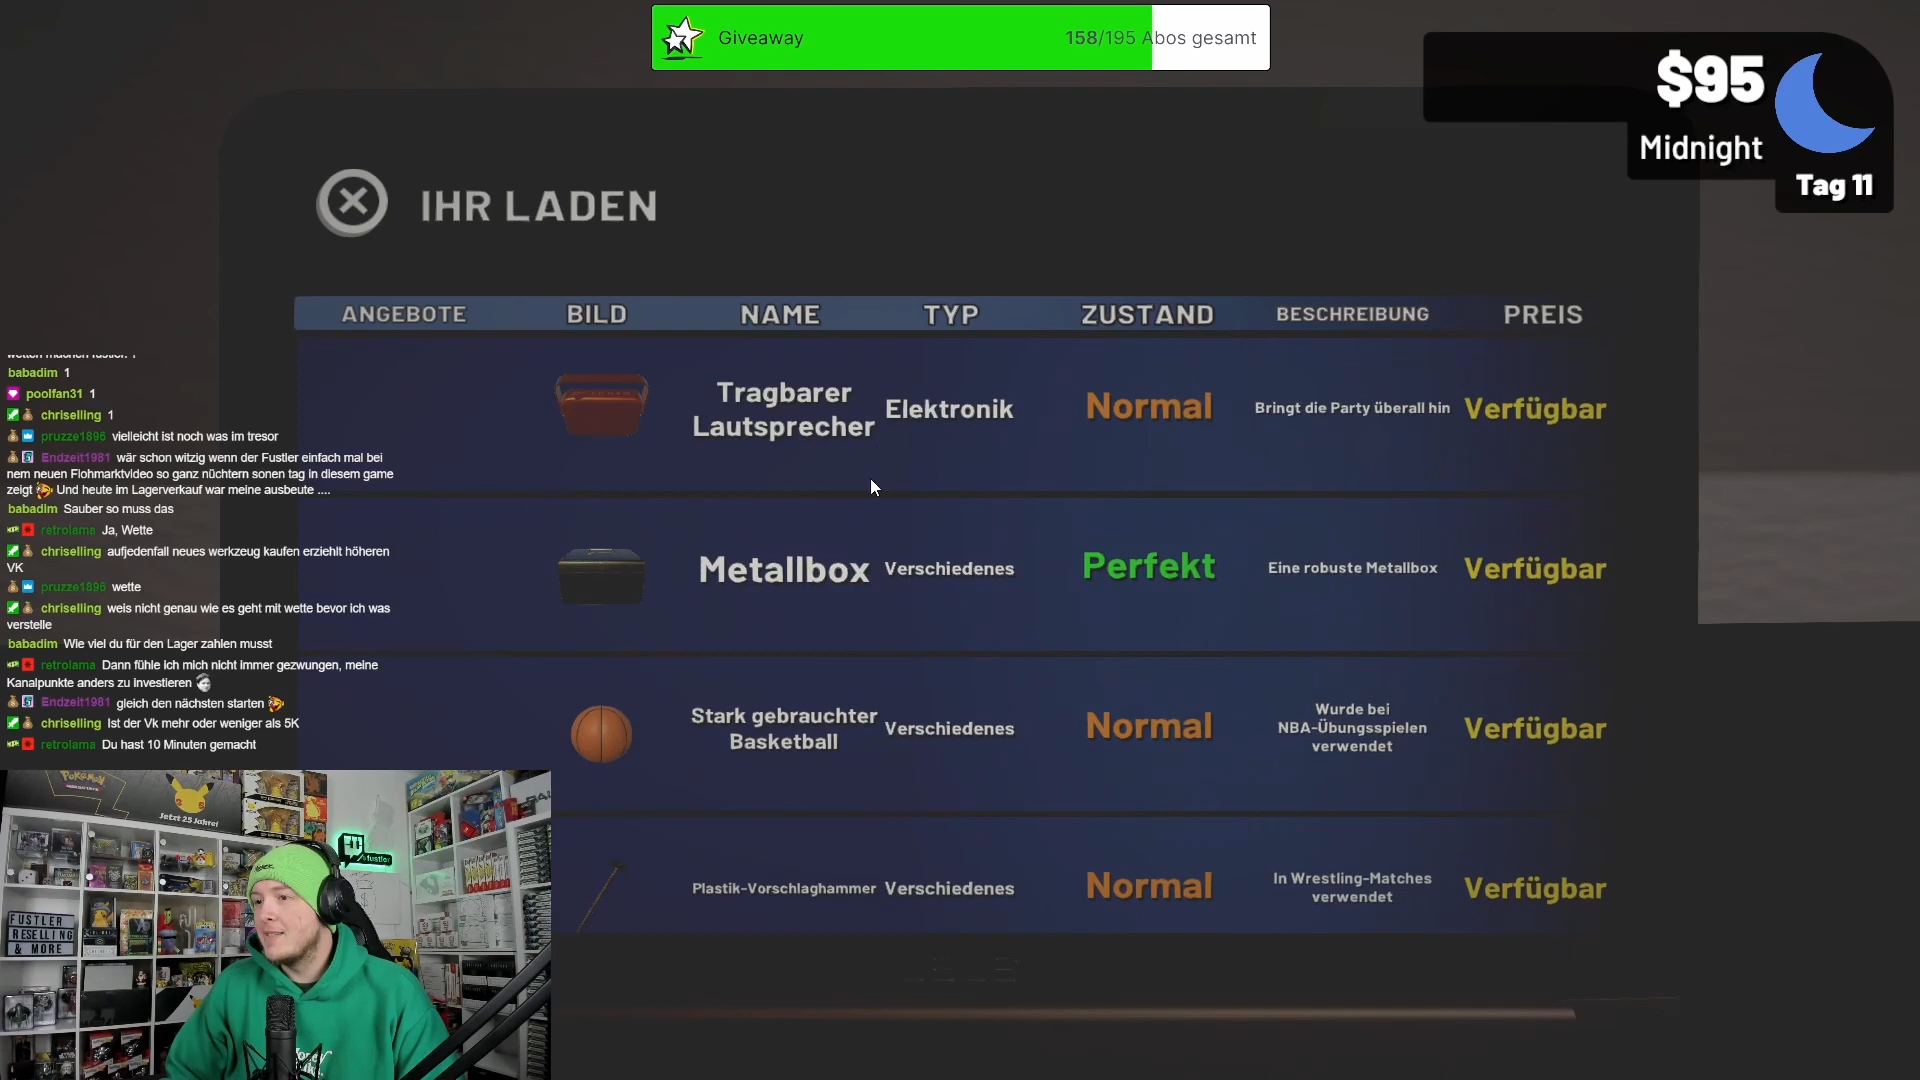 Giveaway
158/195 Abos gesamt
$95
Midnight
Tag 11
IHR LADEN
ANGEBOTE BILD NAME TYP ZUSTAND BESCHREIBUNG PREIS
Tragbarer
Lautsprecher
Elektronik
Normal
Bringt die Party überall hin
Verfügbar
Metallbox
Verschiedenes
Perfekt
Eine robuste Metallbox
Verfügbar
Stark gebrauchter
Basketball
Verschiedenes
Normal
Wurde bei
NBA-Übungsspielen
verwendet
Verfügbar
Plastik-Vorschlaghammer
Verschiedenes
Normal
In Wrestling-Matches
verwendet
Verfügbar
babadim 1
poolfan31 1
chriselling 1
pruzze1896 vielleicht ist noch was im tresor
Endzeit1981 wär schon witzig wenn der Fustler einfach mal bei
nem neuen Flohmarktvideo so ganz nüchtern sonen tag in diesem game
zeigt Und heute im Lagerverkauf war meine ausbeute ....
babadim Sauber so muss das
retrolama Ja, Wette
chriselling aufjedenfall neues werkzeug kaufen erziehlt höheren
VK
pruzze1896 wette
chriselling weis nicht genau wie es geht mit wette bevor ich was
verstelle
babadim Wie viel du für den Lager zahlen musst
retrolama Dann fühle ich mich nicht immer gezwungen, meine
Kanalpunkte anders zu investieren
Endzeit1981 gleich den nächsten starten
chriselling Ist der Vk mehr oder weniger als 5K
retrolama Du hast 10 Minuten gemacht
POKéMON
Jetzt 25 Jahre!
fustler
FUSTLER
RESELLING
& MORE